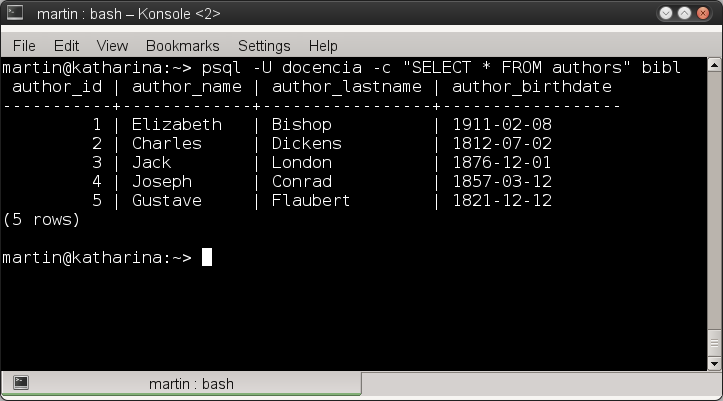 martin : bash – Konsole <2>
File Edit View Bookmarks Settings Help
martin@katharina:~> psql -U docencia -c "SELECT * FROM authors" bibl
 author_id | author_name | author_lastname | author_birthdate
-----------+-------------+-----------------+------------------
         1 | Elizabeth   | Bishop          | 1911-02-08
         2 | Charles     | Dickens         | 1812-07-02
         3 | Jack        | London          | 1876-12-01
         4 | Joseph      | Conrad          | 1857-03-12
         5 | Gustave     | Flaubert        | 1821-12-12
(5 rows)
martin@katharina:~>
martin : bash